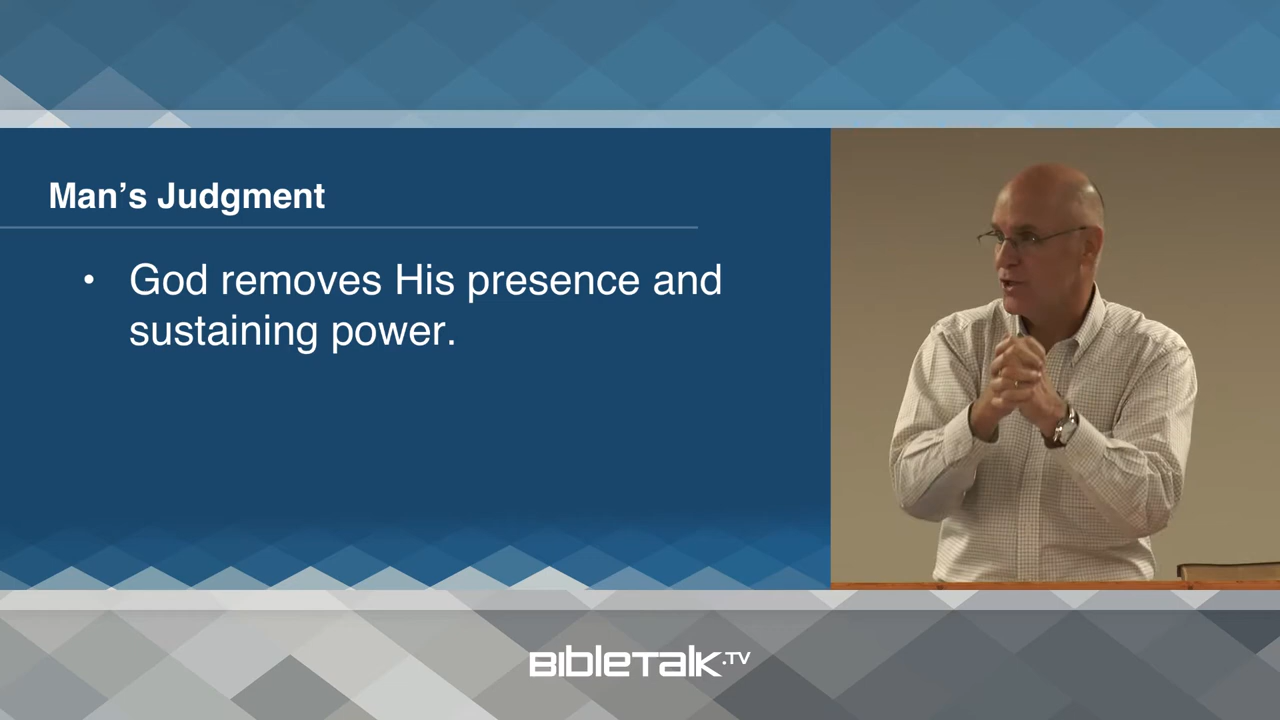 Man’s Judgment
• God removes His presence and
sustaining power.
BIBLETALK.TV